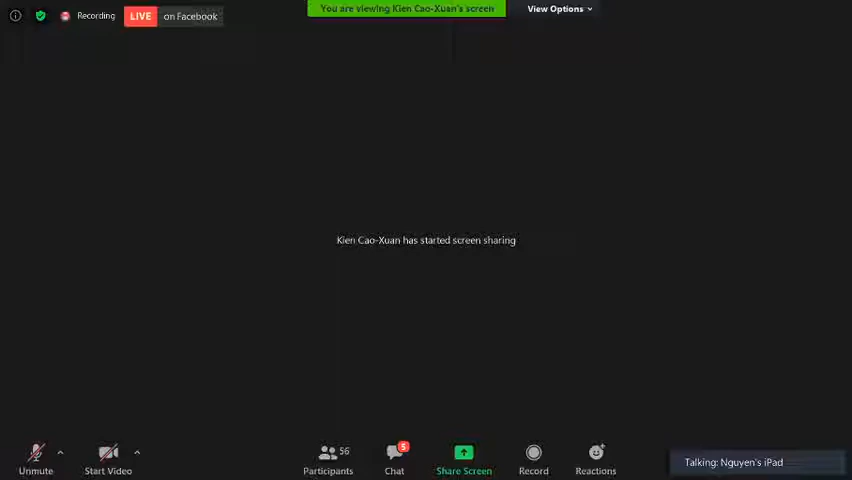 Recording LIVE on Facebook You are viewing Kien Cao-Xuan's screen View Options
Kien Cao-Xuan has started screen sharing
56 5
Unmute Start Video Participants Chat Share Screen Record Reactions Talking: Nguyen's iPad